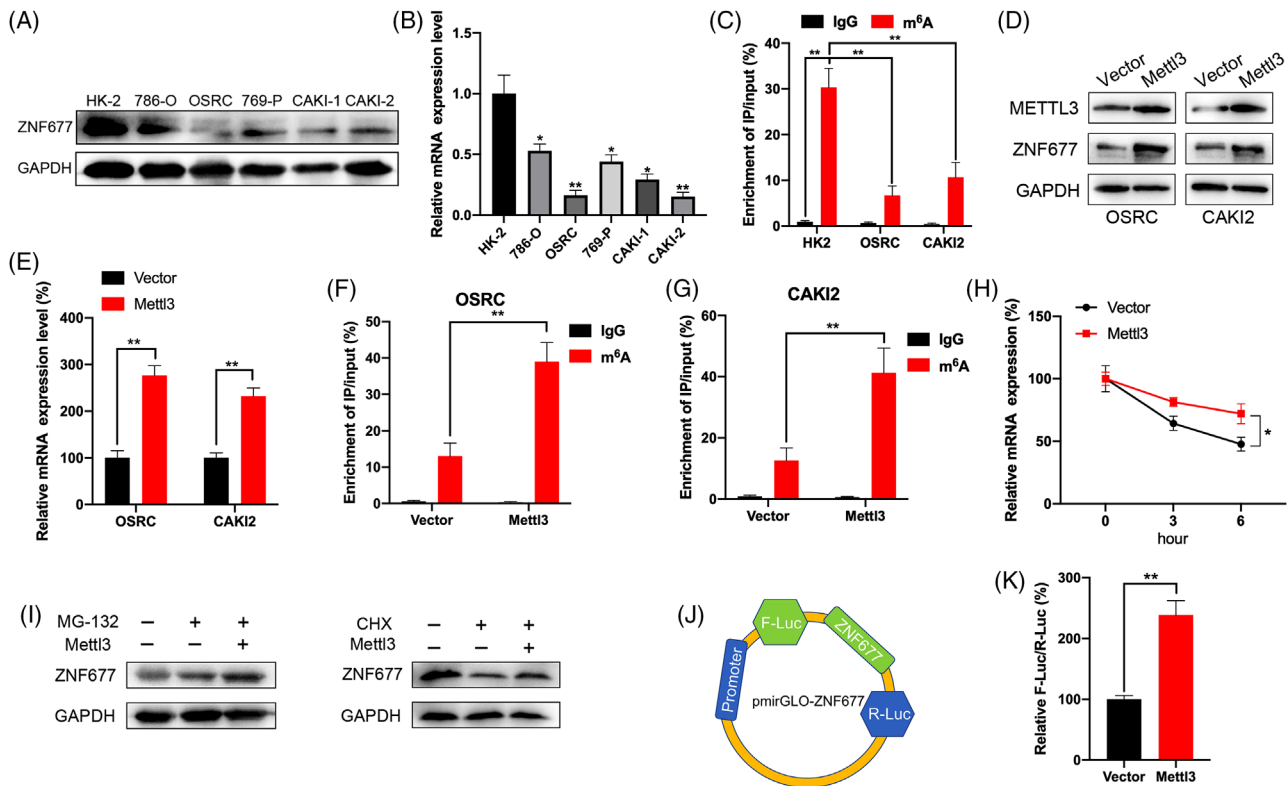 (A)
HK-2 786-O OSRC 769-P CAKI-1 CAKI-2
ZNF677
GAPDH
(B)
Relative mRNA expression level
1.5
1.0
0.5
0.0
*
**
*
*
**
HK-2
786-O
OSRC
769-P
CAKI-1
CAKI-2
(C)
IgG m⁶A
Enrichment of IP/input (%)
40
30
20
10
0
**
** **
HK2 OSRC CAKI2
(D)
Vector Mettl3 Vector Mettl3
METTL3
ZNF677
GAPDH
OSRC CAKI2
(E)
Vector
Mettl3
Relative mRNA expression level (%)
400
300
200
100
0
** **
OSRC CAKI2
(F)
OSRC
Enrichment of IP/input (%)
50
40
30
20
10
0
**
IgG
m⁶A
Vector Mettl3
(G)
CAKI2
Enrichment of IP/input (%)
60
40
20
0
**
IgG
m⁶A
Vector Mettl3
(H)
Vector
Mettl3
Relative mRNA expression (%)
150
100
50
0
*
0 3 6
hour
(I)
MG-132 − + +
Mettl3 − − +
ZNF677
GAPDH
CHX − + +
Mettl3 − − +
ZNF677
GAPDH
(J)
F-Luc
ZNF677
Promoter
pmirGLO-ZNF677
R-Luc
(K)
Relative F-Luc/R-Luc (%)
300
250
200
150
100
50
0
**
Vector Mettl3